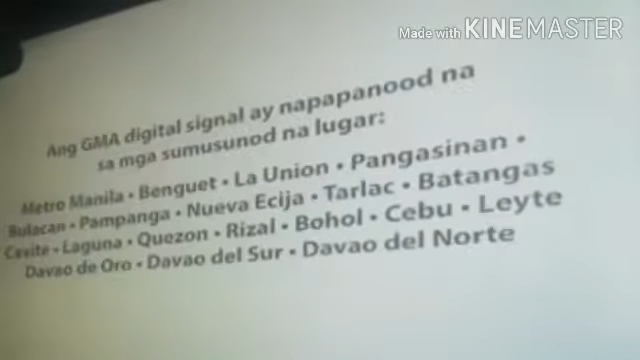 Made with KINEMASTER
Ang GMA digital signal ay napapanood na
sa mga sumusunod na lugar:
Metro Manila • Benguet • La Union • Pangasinan •
Bulacan • Pampanga • Nueva Ecija • Tarlac • Batangas
Cavite • Laguna • Quezon • Rizal • Bohol • Cebu • Leyte
Davao de Oro • Davao del Sur • Davao del Norte